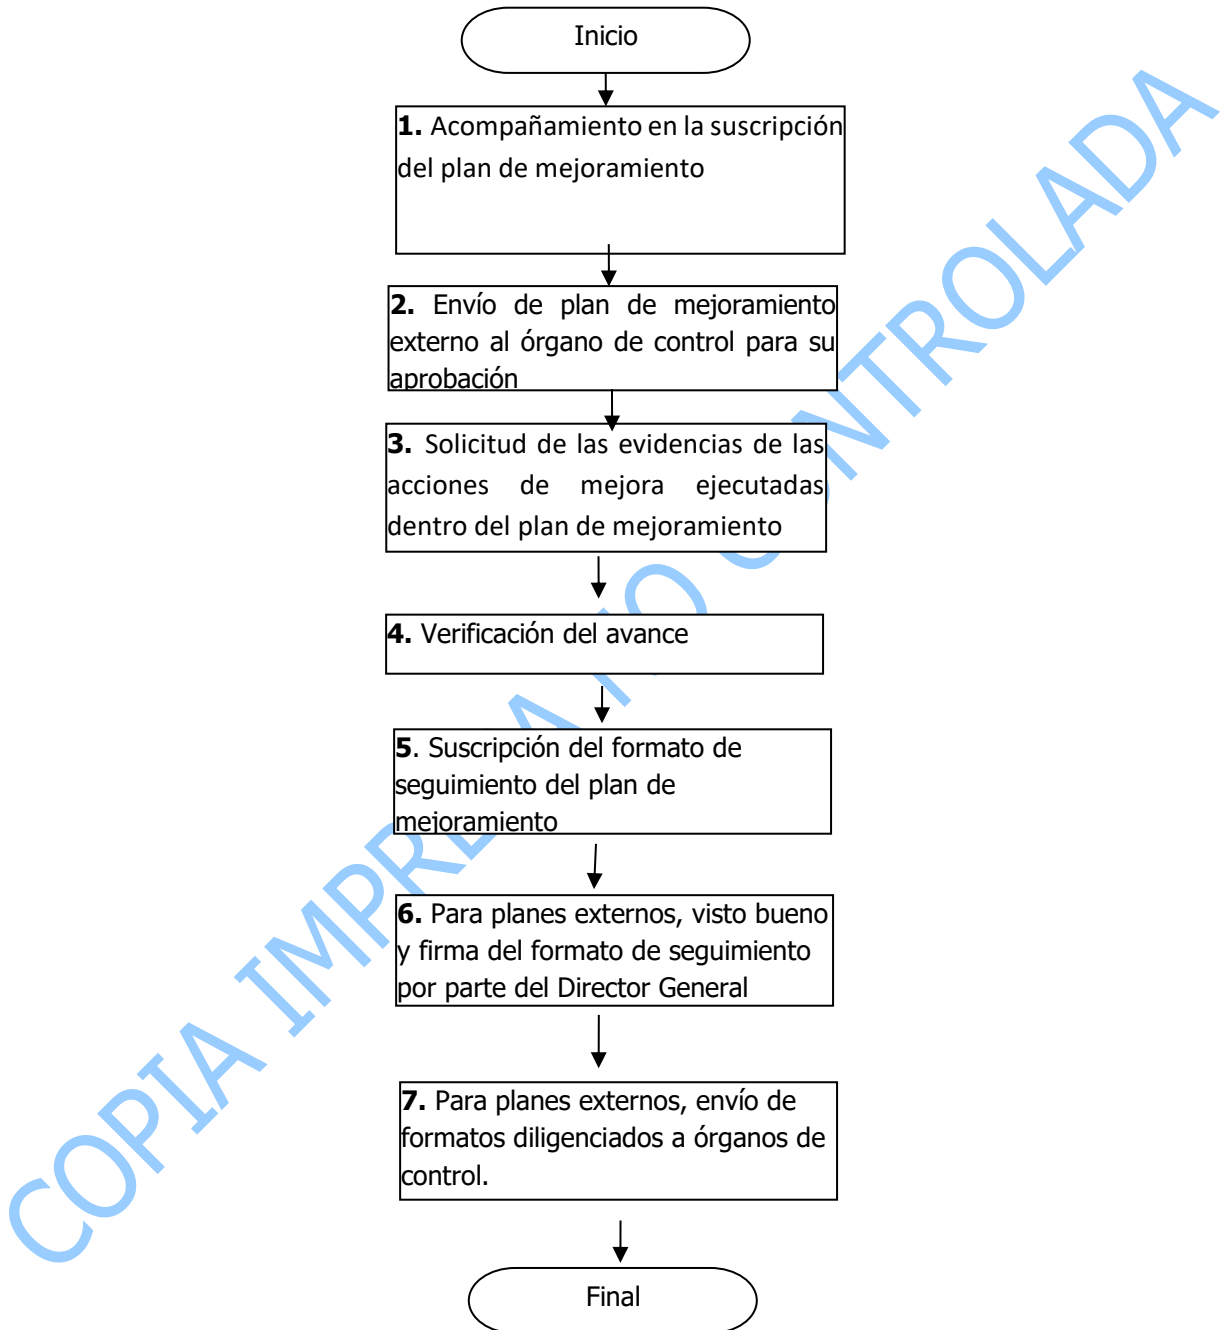 Inicio
1. Acompañamiento en la suscripción
del plan de mejoramiento
2. Envío de plan de mejoramiento
externo al órgano de control para su
aprobación
3. Solicitud de las evidencias de las
acciones de mejora ejecutadas
dentro del plan de mejoramiento
4. Verificación del avance
5. Suscripción del formato de
seguimiento del plan de
mejoramiento
6. Para planes externos, visto bueno
y firma del formato de seguimiento
por parte del Director General
7. Para planes externos, envío de
formatos diligenciados a órganos de
control.
Final
COPIA IMPRESA NO CONTROLADA